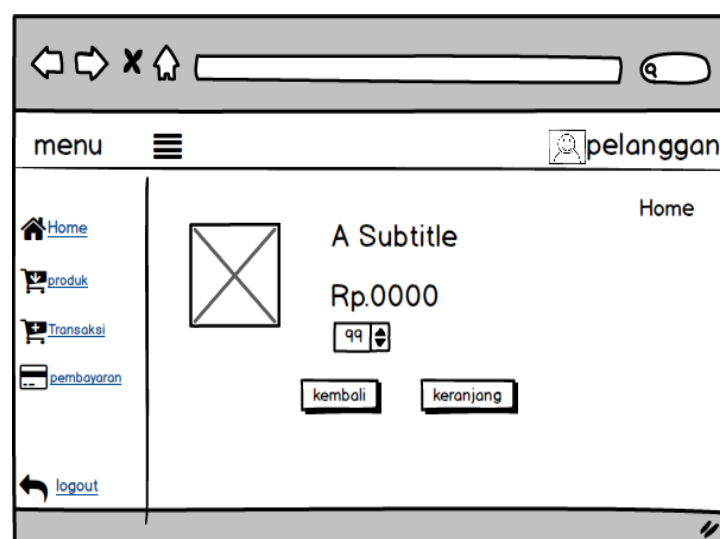 menu
pelanggan
Home
Home
produk
Transaksi
pembayaran
logout
A Subtitle
Rp.0000
99
kembali
keranjang